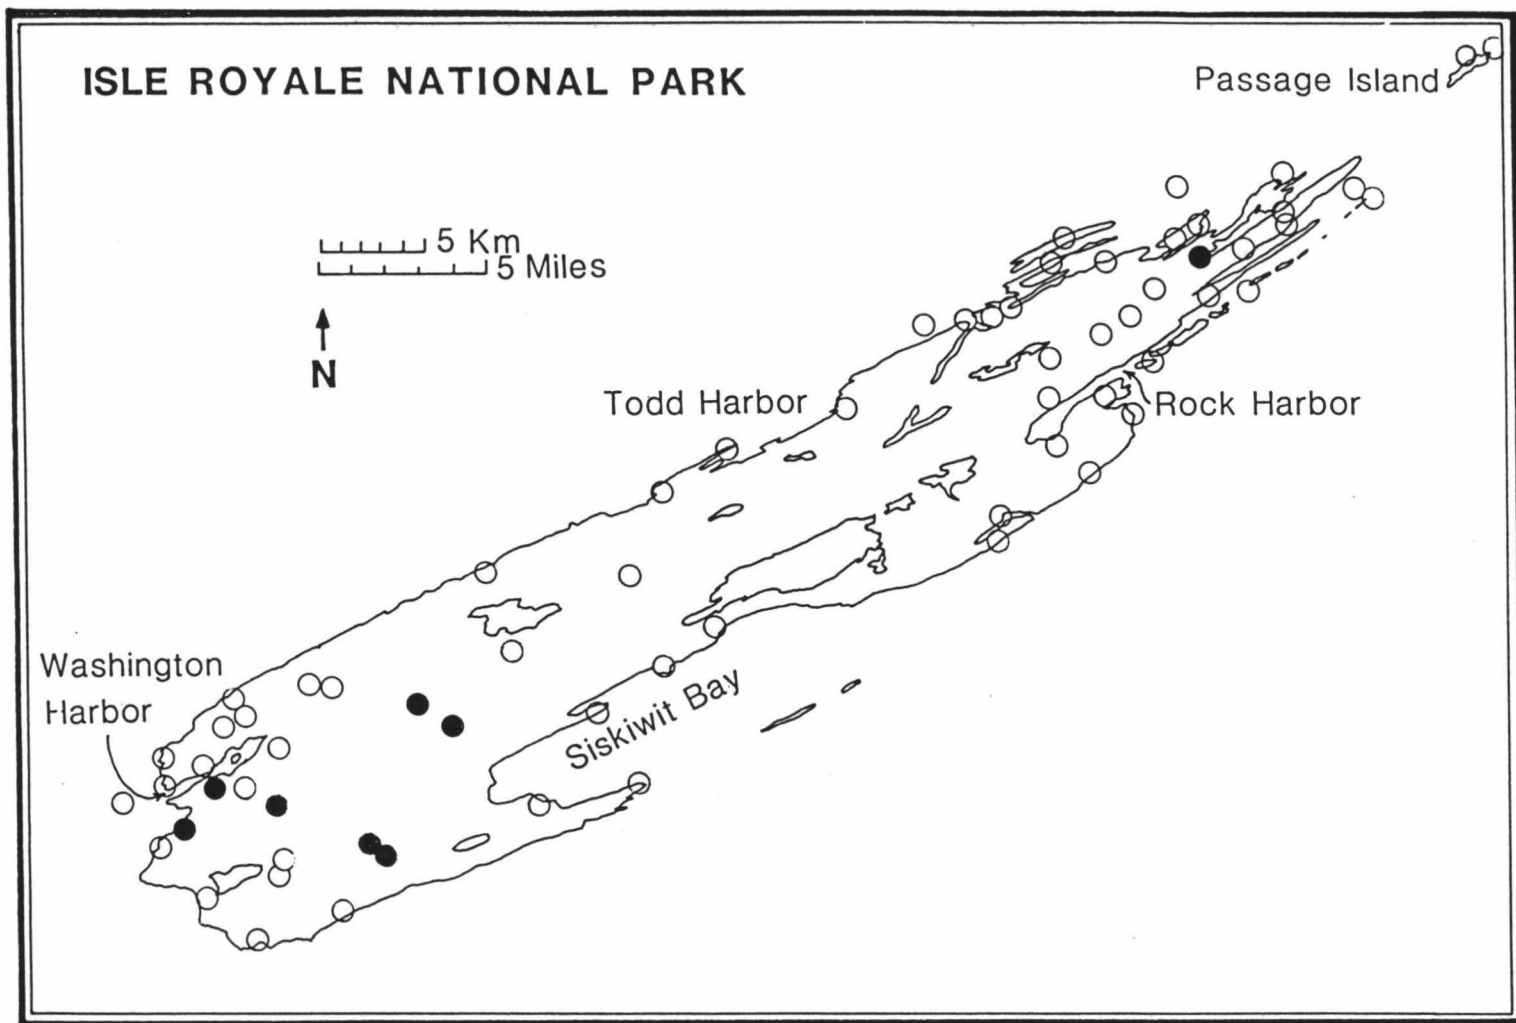 ISLE ROYALE NATIONAL PARK
Passage Island
5 Km
5 Miles
N
Todd Harbor
Rock Harbor
Washington
Harbor
Siskiwit Bay